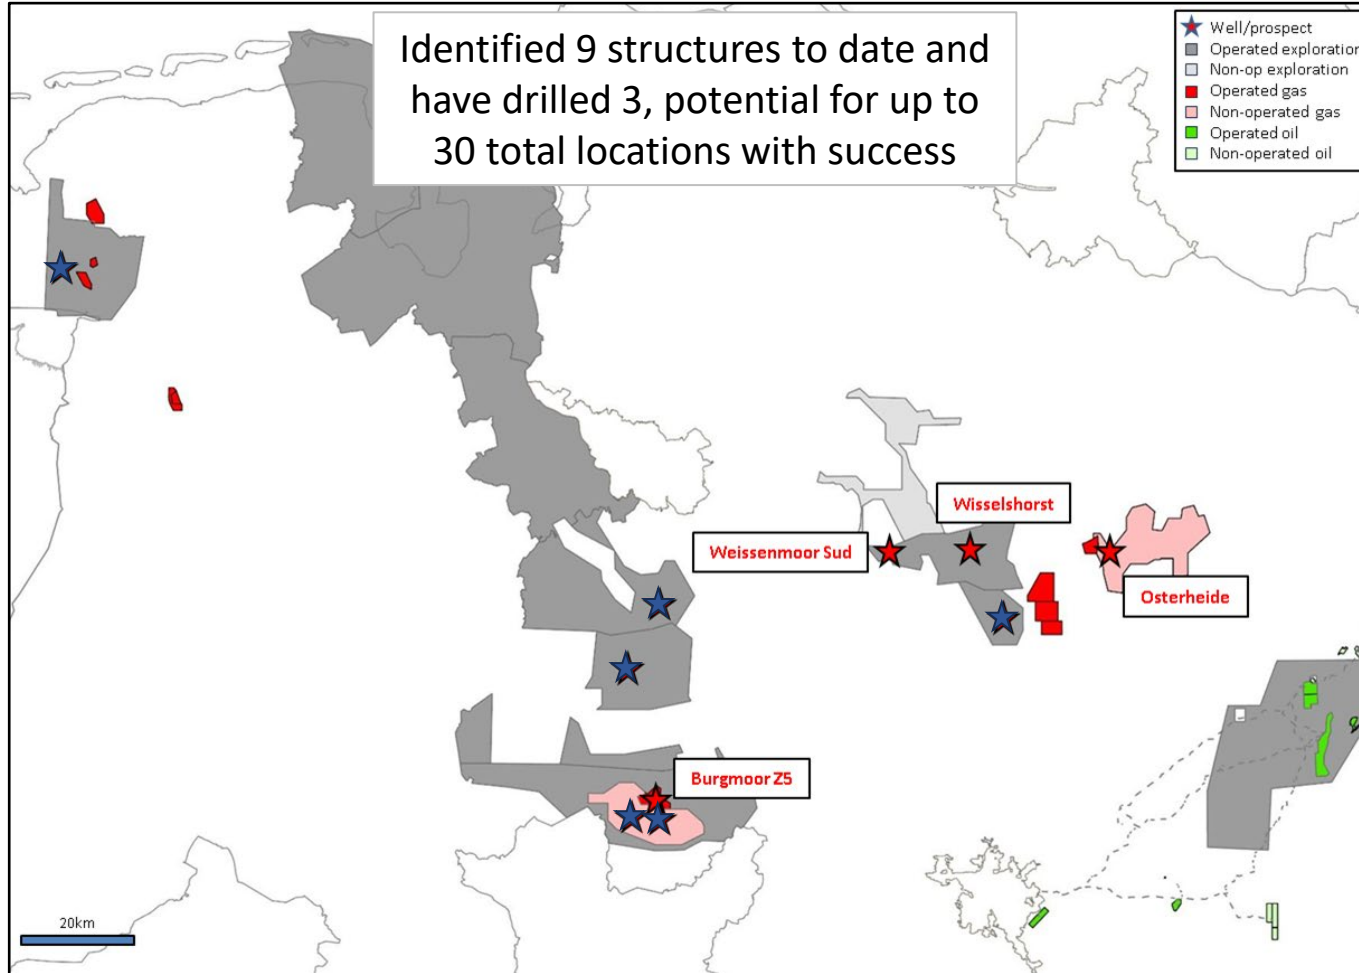 Identified 9 structures to date and
have drilled 3, potential for up to
30 total locations with success
Well/prospect
Operated exploration
Non-op exploration
Operated gas
Non-operated gas
Operated oil
Non-operated oil
Wisselshorst
Weissenmoor Sud
Osterheide
Burgmoor Z5
20km